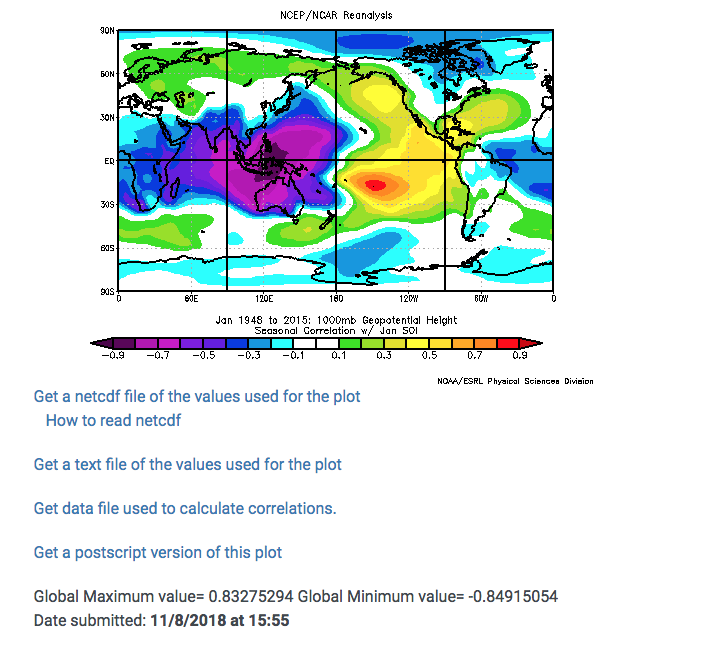 NCEP/NCAR Reanalysis
90N
60N
30N
EQ
30S
60S
90S
0 60E 120E 180 120W 60W 0
Jan 1948 to 2015: 1000mb Geopotential Height
Seasonal Correlation w/ Jan SOI
-0.9 -0.7 -0.5 -0.3 -0.1 0.1 0.3 0.5 0.7 0.9
NOAA/ESRL Physical Sciences Division
Get a netcdf file of the values used for the plot
How to read netcdf
Get a text file of the values used for the plot
Get data file used to calculate correlations.
Get a postscript version of this plot
Global Maximum value= 0.83275294 Global Minimum value= -0.84915054
Date submitted: 11/8/2018 at 15:55